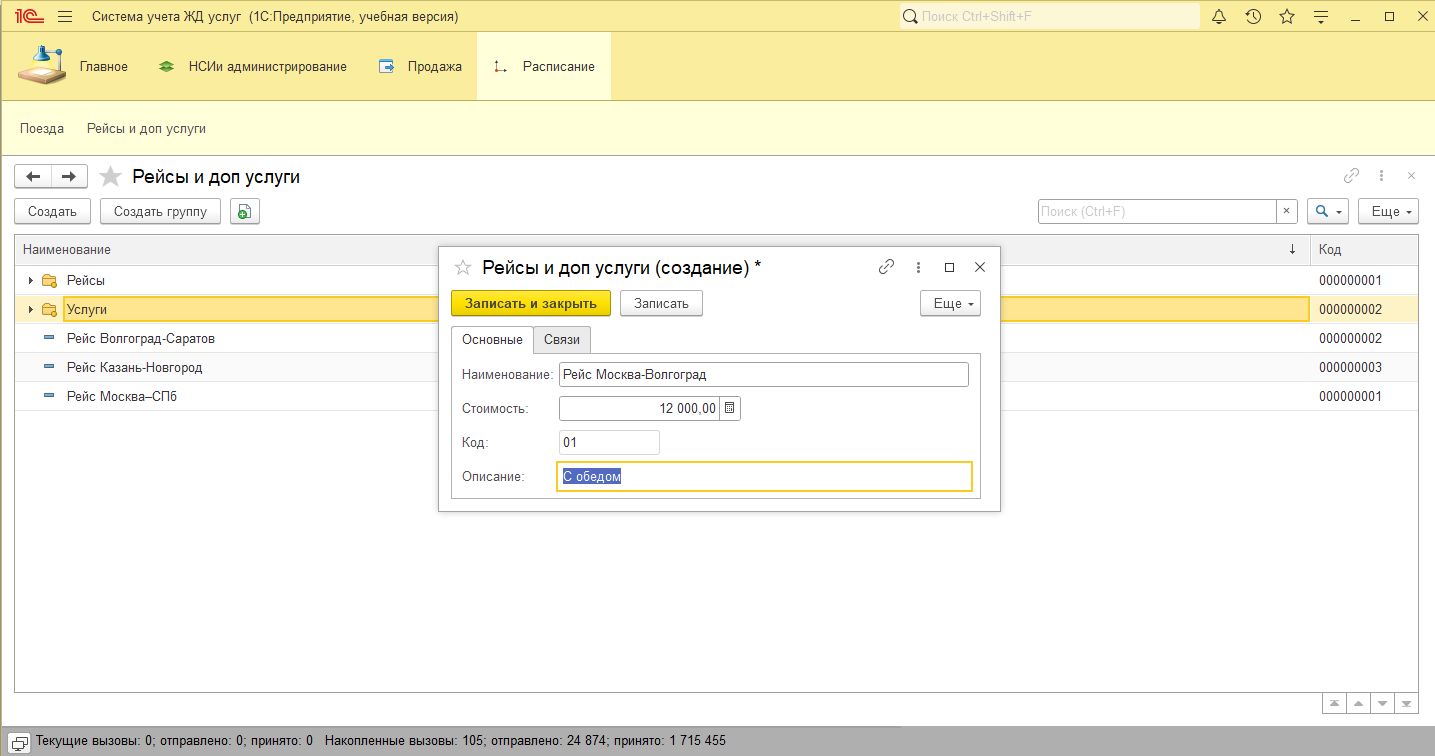 1С Система учета ЖД услуг (1С:Предприятие, учебная версия) Поиск Ctrl+Shift+F
Главное НСИи администрирование Продажа Расписание
Поезда Рейсы и доп услуги
Рейсы и доп услуги
Создать Создать группу Поиск (Ctrl+F) × Еще
Наименование ↓ Код
Рейсы 000000001
Услуги 000000002
Рейс Волгоград-Саратов 000000002
Рейс Казань-Новгород 000000003
Рейс Москва–СПб 000000001
Рейсы и доп услуги (создание) *
Записать и закрыть Записать Еще
Основные Связи
Наименование: Рейс Москва-Волгоград
Стоимость: 12 000,00
Код: 01
Описание: С обедом
Текущие вызовы: 0; отправлено: 0; принято: 0 Накопленные вызовы: 105; отправлено: 24 874; принято: 1 715 455